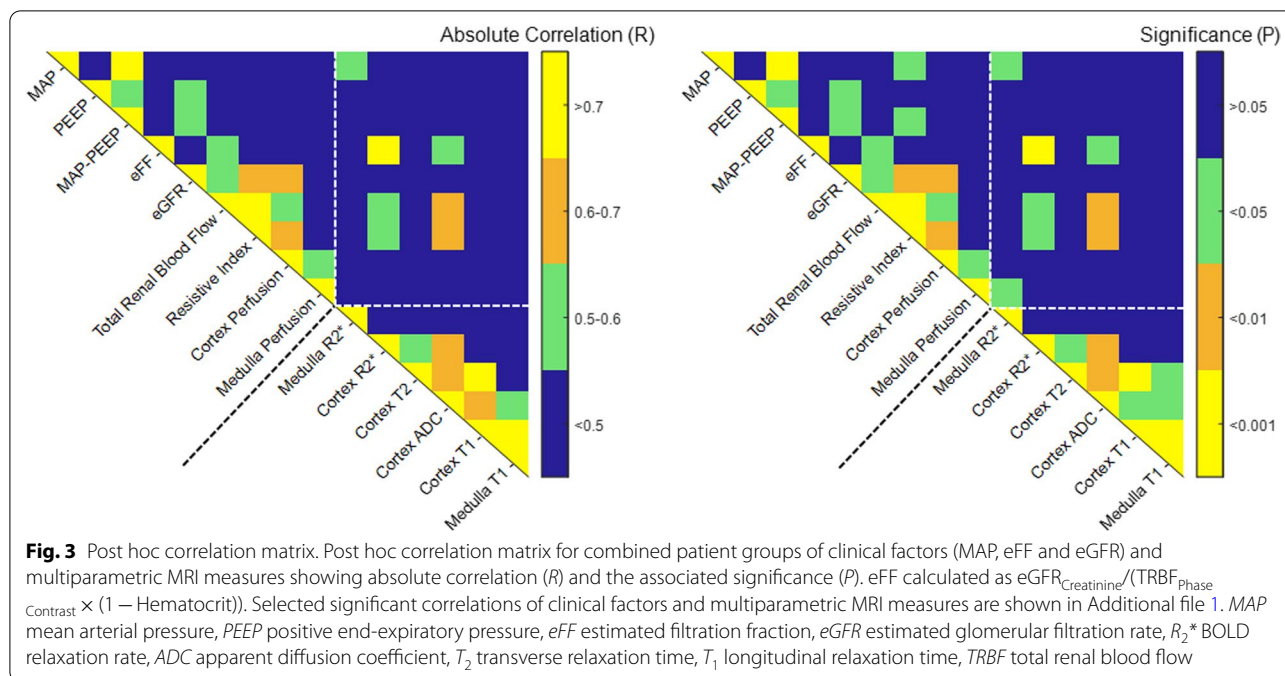 Absolute Correlation (R)
>0.7
0.6-0.7
0.5-0.6
<0.5
MAP
PEEP
MAP-PEEP
eFF
eGFR
Total Renal Blood Flow
Resistive Index
Cortex Perfusion
Medulla Perfusion
Medulla R2*
Cortex R2*
Cortex T2
Cortex ADC
Cortex T1
Medulla T1
Significance (P)
>0.05
<0.05
<0.01
<0.001
MAP
PEEP
MAP-PEEP
eFF
eGFR
Total Renal Blood Flow
Resistive Index
Cortex Perfusion
Medulla Perfusion
Medulla R2*
Cortex R2*
Cortex T2
Cortex ADC
Cortex T1
Medulla T1
Fig. 3 Post hoc correlation matrix. Post hoc correlation matrix for combined patient groups of clinical factors (MAP, eFF and eGFR) and
multiparametric MRI measures showing absolute correlation (R) and the associated significance (P). eFF calculated as eGFR_Creatinine/(TRBF_Phase
Contrast × (1 − Hematocrit)). Selected significant correlations of clinical factors and multiparametric MRI measures are shown in Additional file 1. MAP
mean arterial pressure, PEEP positive end-expiratory pressure, eFF estimated filtration fraction, eGFR estimated glomerular filtration rate, R2* BOLD
relaxation rate, ADC apparent diffusion coefficient, T2 transverse relaxation time, T1 longitudinal relaxation time, TRBF total renal blood flow